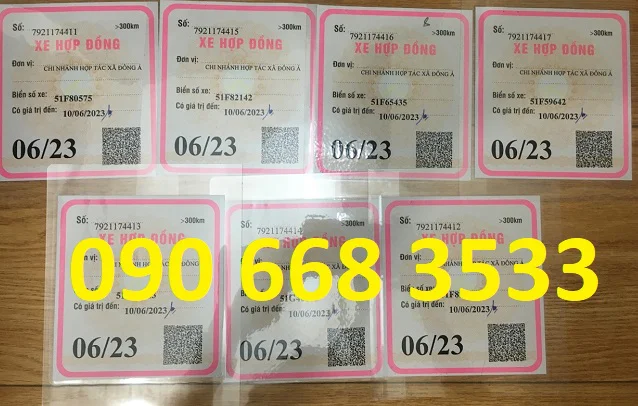 Số: 7921174411 >300km
XE HỢP ĐỒNG
Đơn vị: CHI NHÁNH HỢP TÁC XÃ ĐÔNG Á
Biển số xe: 51F80575
Có giá trị đến: 10/06/2023
06/23
Số: 7921174415 >300km
XE HỢP ĐỒNG
Đơn vị: CHI NHÁNH HỢP TÁC XÃ ĐÔNG Á
Biển số xe: 51F82142
Có giá trị đến: 10/06/2023
06/23
Số: 7921174416 >300km
XE HỢP ĐỒNG
Đơn vị: CHI NHÁNH HỢP TÁC XÃ ĐÔNG Á
Biển số xe: 51F65435
Có giá trị đến: 10/06/2023
06/23
Số: 7921174417 >300km
XE HỢP ĐỒNG
Đơn vị: CHI NHÁNH HỢP TÁC XÃ ĐÔNG Á
Biển số xe: 51F59642
Có giá trị đến: 10/06/2023
06/23
Số: 7921174413 >300km
XE HỢP ĐỒNG
Có giá trị đến: 10/06/2023
06/23
Số: 7921174414 >300km
Có giá trị đến: 10/06/2023
06/23
Số: 7921174412 >300km
XE HỢP ĐỒNG
Có giá trị đến: 10/06/2023
06/23
090 668 3533